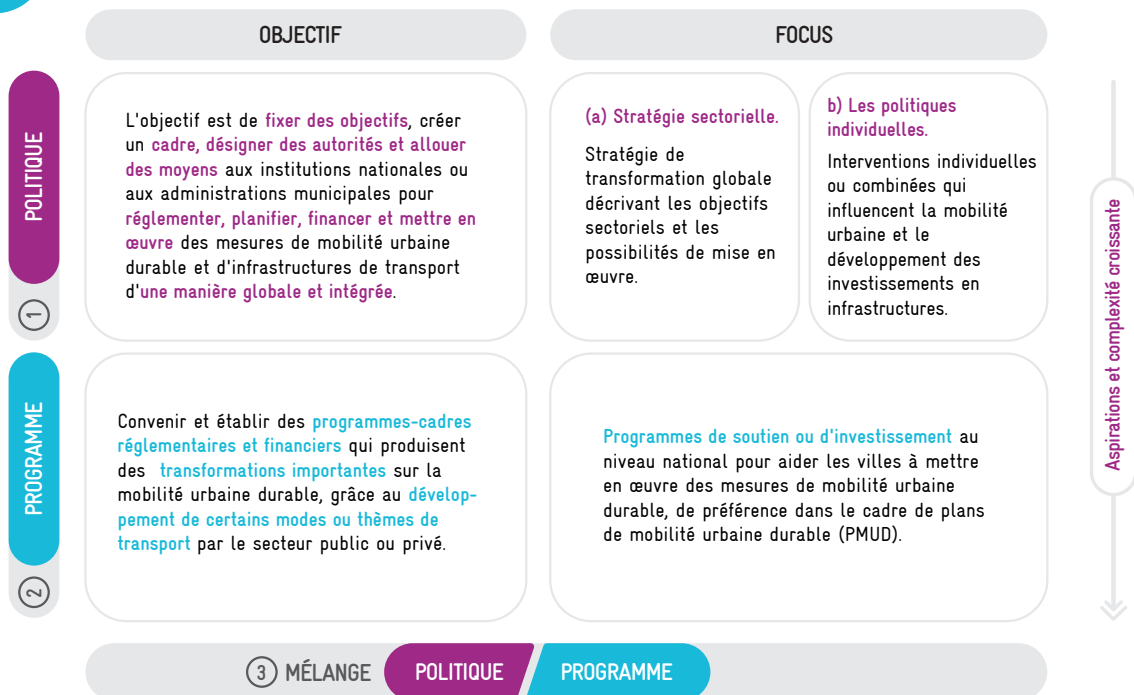 OBJECTIF
FOCUS
POLITIQUE
1
L'objectif est de fixer des objectifs, créer
un cadre, désigner des autorités et allouer
des moyens aux institutions nationales ou
aux administrations municipales pour
réglementer, planifier, financer et mettre en
œuvre des mesures de mobilité urbaine
durable et d'infrastructures de transport
d'une manière globale et intégrée.
(a) Stratégie sectorielle.
Stratégie de
transformation globale
décrivant les objectifs
sectoriels et les
possibilités de mise en
œuvre.
b) Les politiques
individuelles.
Interventions individuelles
ou combinées qui
influencent la mobilité
urbaine et le
développement des
investissements en
infrastructures.
PROGRAMME
2
Convenir et établir des programmes-cadres
réglementaires et financiers qui produisent
des transformations importantes sur la
mobilité urbaine durable, grâce au dévelop-
pement de certains modes ou thèmes de
transport par le secteur public ou privé.
Programmes de soutien ou d'investissement au
niveau national pour aider les villes à mettre
en œuvre des mesures de mobilité urbaine
durable, de préférence dans le cadre de plans
de mobilité urbaine durable (PMUD).
Aspirations et complexité croissante
3 MÉLANGE POLITIQUE PROGRAMME